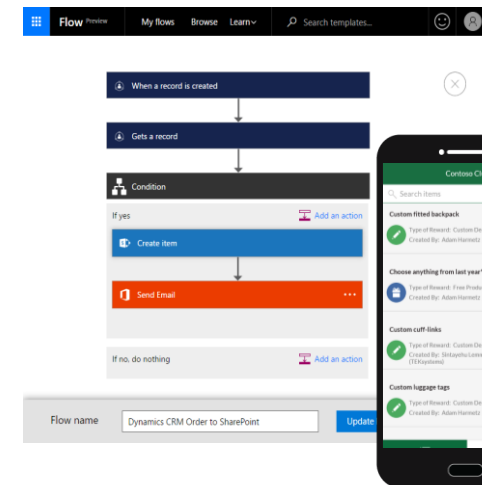 Flow Preview My flows Browse Learn Search templates...
When a record is created
Gets a record
Condition
If yes Add an action
Create item
Send Email
If no, do nothing Add an action
Flow name Dynamics CRM Order to SharePoint Update
Contoso Cl
Search items
Custom fitted backpack
Type of Reward: Custom De
Created By: Adam Harmetz
Choose anything from last year'
Type of Reward: Free Produ
Created By: Adam Harmetz
Custom cuff-links
Type of Reward: Custom De
Created By:
(TEKsystems)
Custom luggage tags
Type of Reward: Custom De
Created By: Adam Harmetz